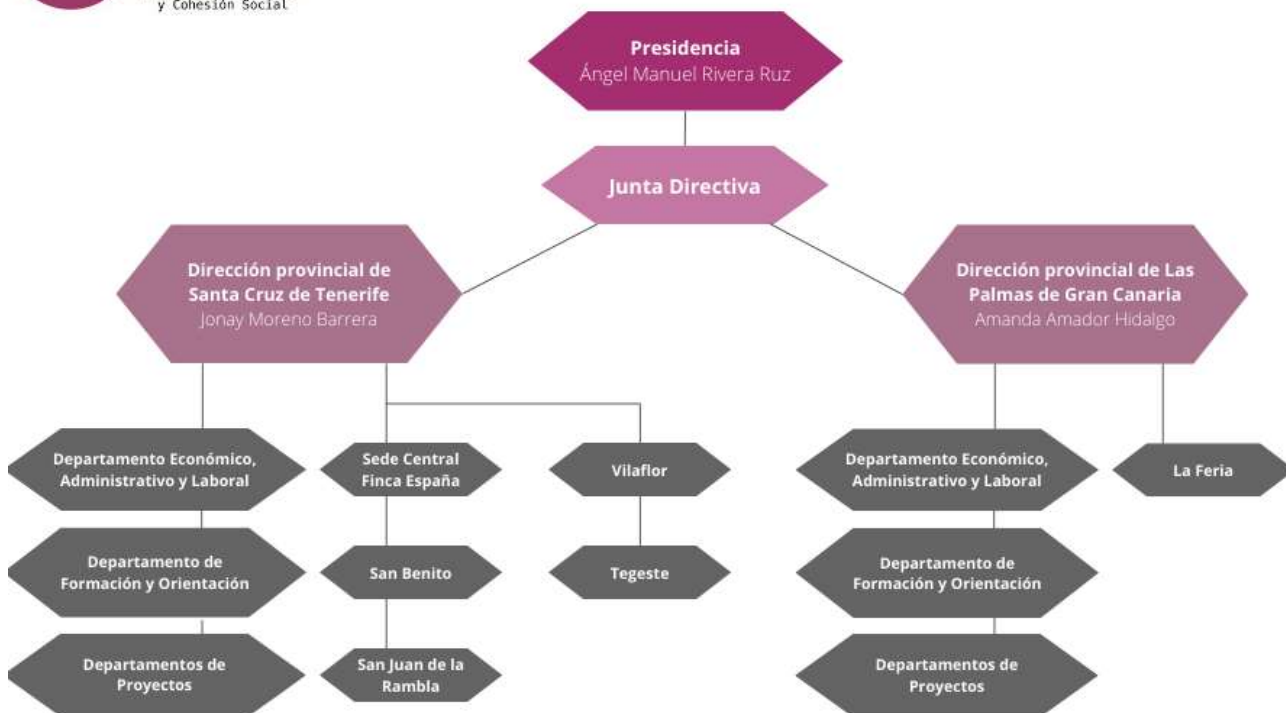 y Cohesión Social
Presidencia
Ángel Manuel Rivera Ruz
Junta Directiva
Dirección provincial de
Santa Cruz de Tenerife
Jonay Moreno Barrera
Dirección provincial de Las
Palmas de Gran Canaria
Amanda Amador Hidalgo
Departamento Económico,
Administrativo y Laboral
Sede Central
Finca España
Vilaflor
Departamento Económico,
Administrativo y Laboral
La Feria
Departamento de
Formación y Orientación
San Benito
Tegeste
Departamento de
Formación y Orientación
Departamentos de
Proyectos
San Juan de la
Rambla
Departamentos de
Proyectos